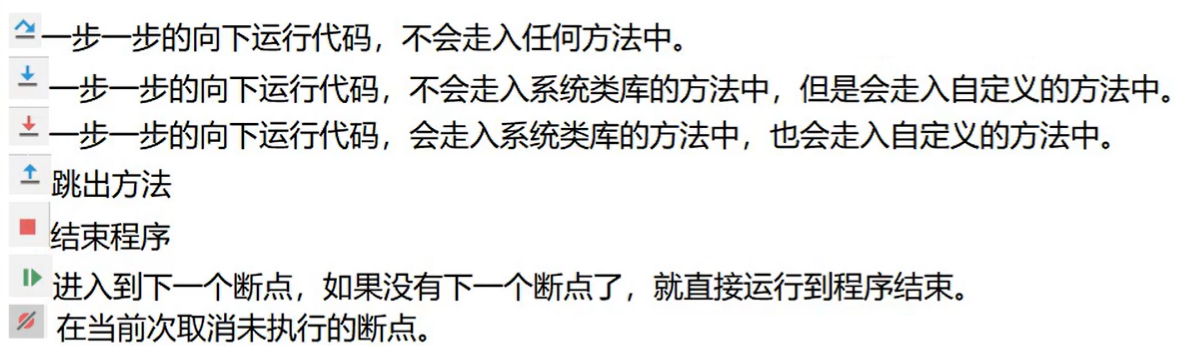 一步一步的向下运行代码，不会走入任何方法中。
一步一步的向下运行代码，不会走入系统类库的方法中，但是会走入自定义的方法中。
一步一步的向下运行代码，会走入系统类库的方法中，也会走入自定义的方法中。
跳出方法
结束程序
进入到下一个断点，如果没有下一个断点了，就直接运行到程序结束。
在当前次取消未执行的断点。